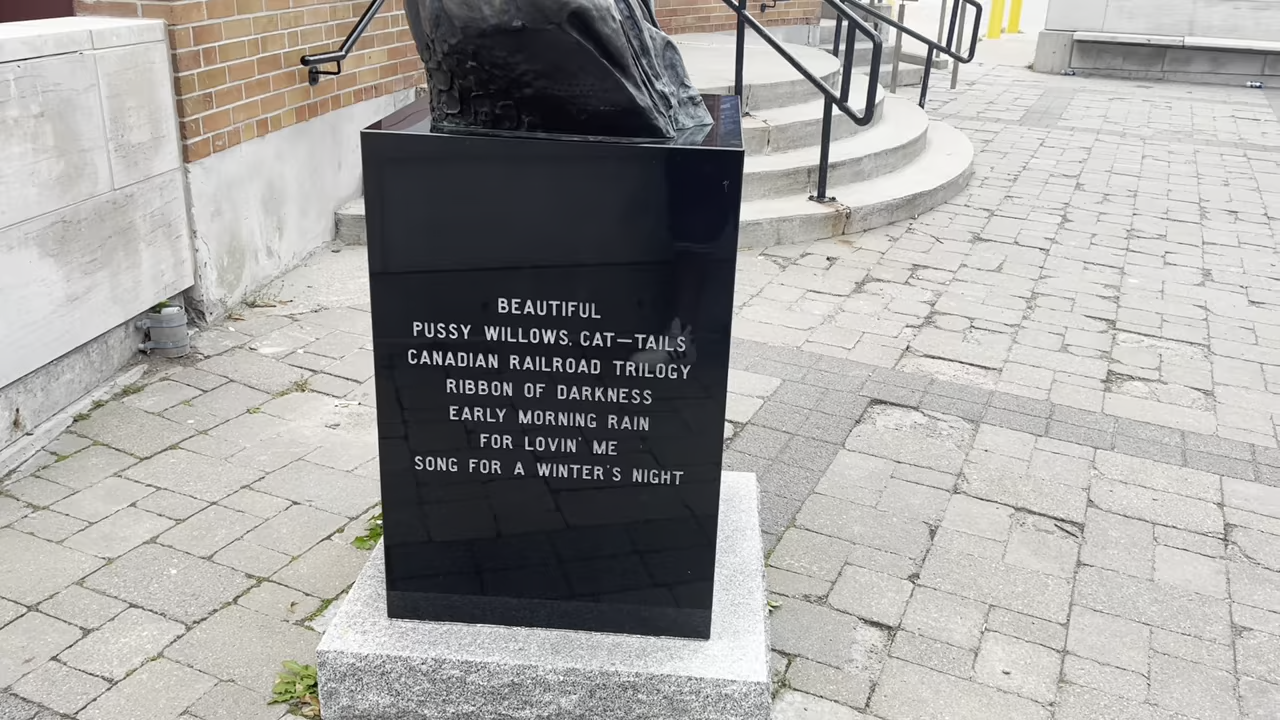 BEAUTIFUL
PUSSY WILLOWS, CAT-TAILS
CANADIAN RAILROAD TRILOGY
RIBBON OF DARKNESS
EARLY MORNING RAIN
FOR LOVIN' ME
SONG FOR A WINTER'S NIGHT